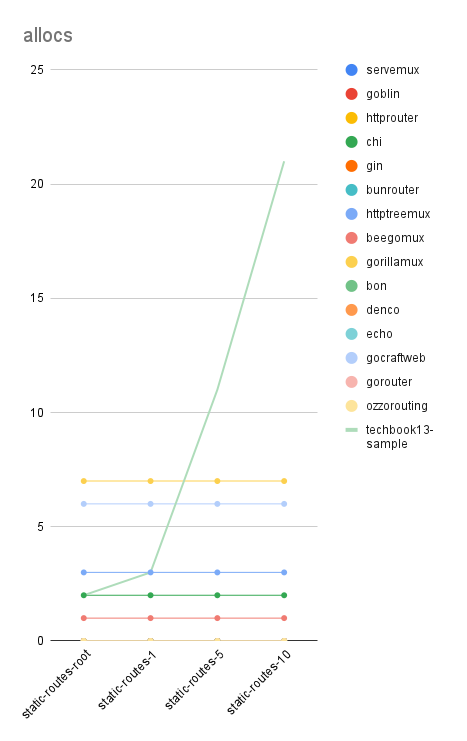 allocs
25
20
15
10
5
0
static-routes-root
static-routes-1
static-routes-5
static-routes-10
servemux
goblin
httprouter
chi
gin
bunrouter
httptreemux
beegomux
gorillamux
bon
denco
echo
gocraftweb
gorouter
ozzorouting
techbook13-
sample